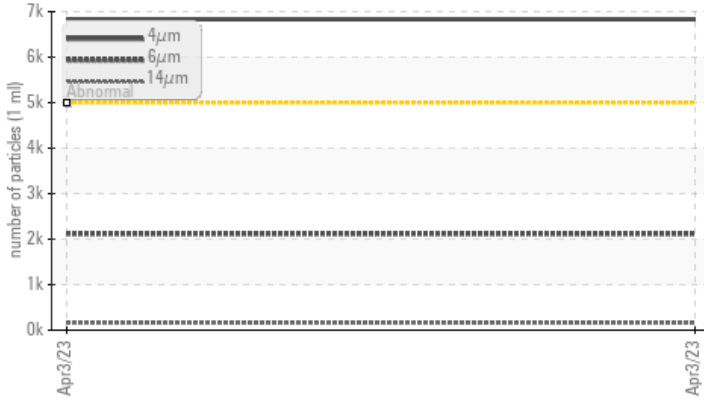 7k
6k
5k
4k
3k
2k
1k
0k
number of particles (1 ml)
4µm
6µm
14µm
Abnormal
Apr3/23
Apr3/23